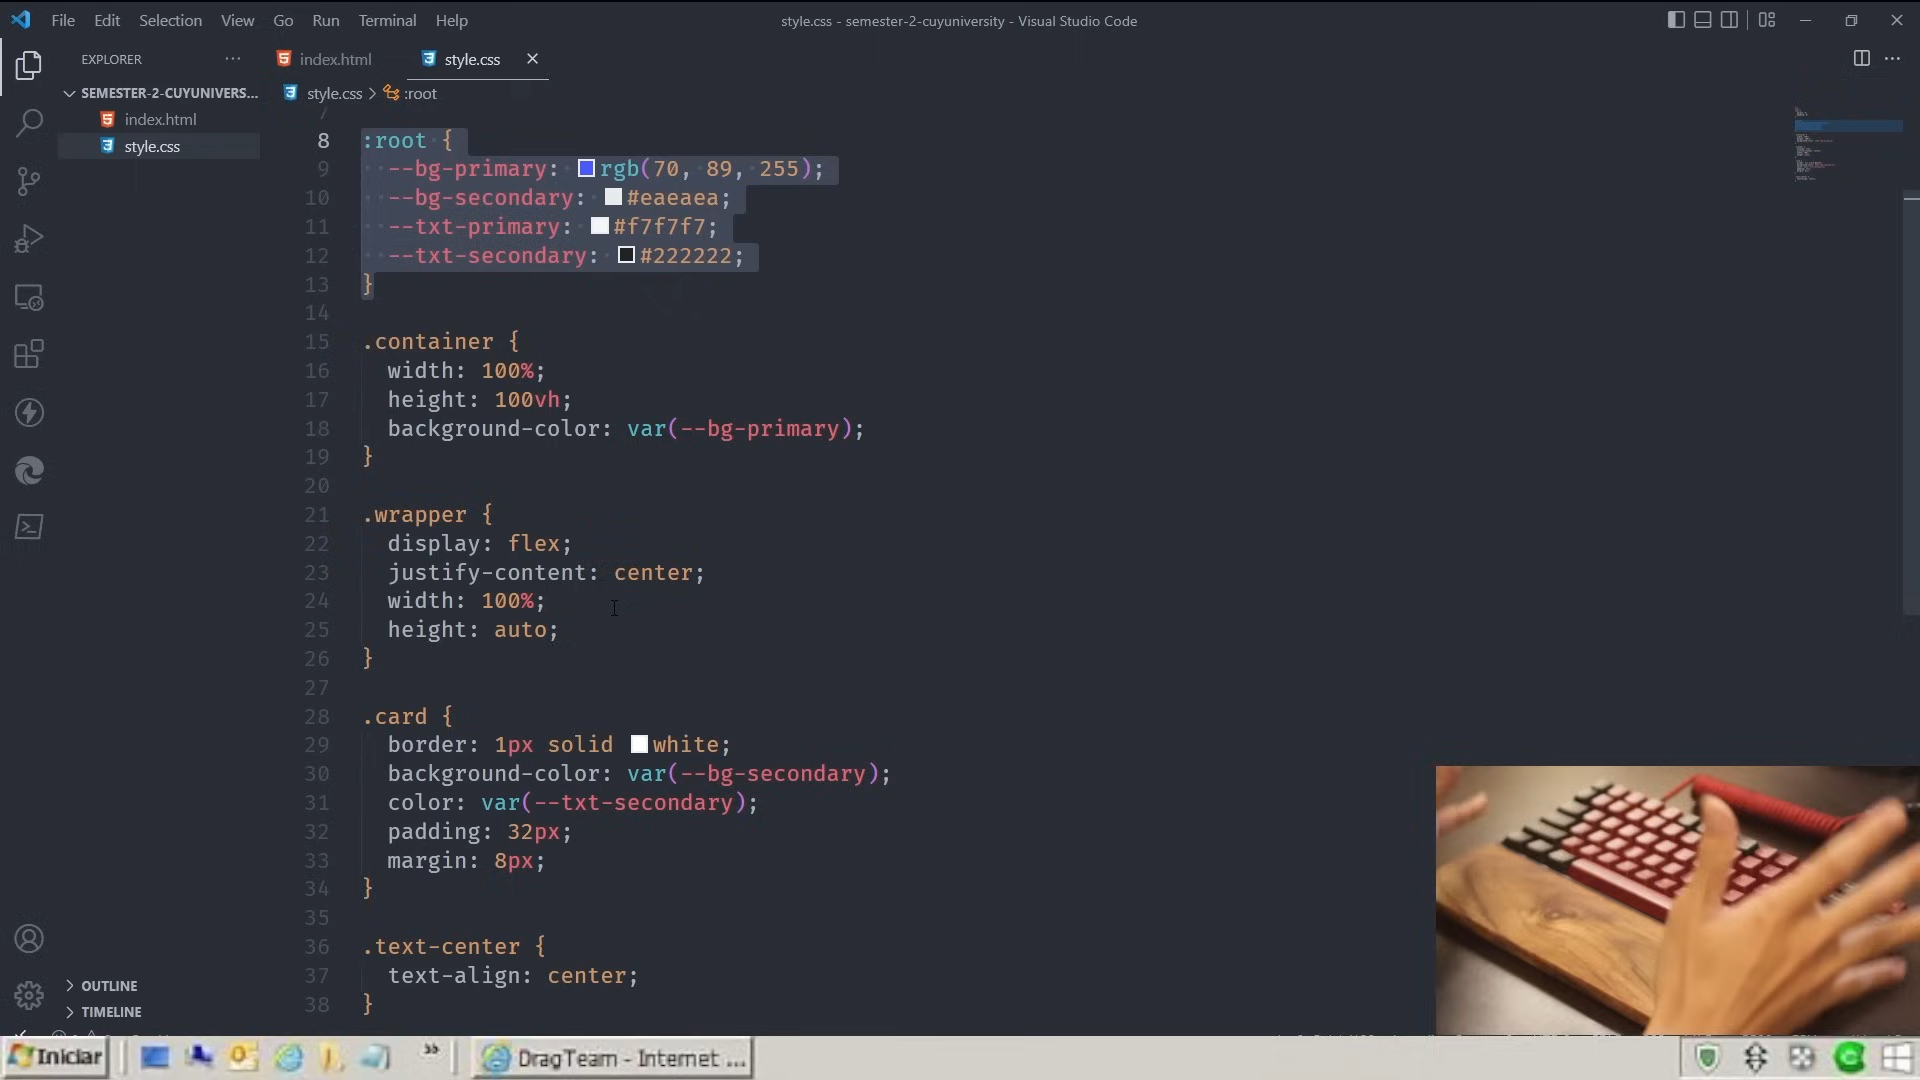 File Edit Selection View Go Run Terminal Help
style.css - semester-2-cuyuniversity - Visual Studio Code
EXPLORER
index.html
style.css
SEMESTER-2-CUYUNIVERS...
style.css > :root
index.html
style.css
7
8 :root {
9 --bg-primary: rgb(70, 89, 255);
10 --bg-secondary: #eaeaea;
11 --txt-primary: #f7f7f7;
12 --txt-secondary: #222222;
13 }
14
15 .container {
16 width: 100%;
17 height: 100vh;
18 background-color: var(--bg-primary);
19 }
20
21 .wrapper {
22 display: flex;
23 justify-content: center;
24 width: 100%;
25 height: auto;
26 }
27
28 .card {
29 border: 1px solid white;
30 background-color: var(--bg-secondary);
31 color: var(--txt-secondary);
32 padding: 32px;
33 margin: 8px;
34 }
35
36 .text-center {
37 text-align: center;
38 }
OUTLINE
TIMELINE
Iniciar
DragTeam - Internet ...